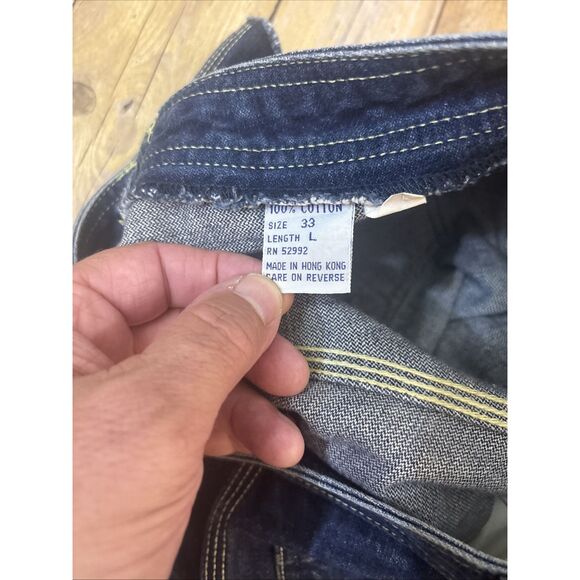 100% COTTON
SIZE 33
LENGTH L
RN 52992
MADE IN HONG KONG
CARE ON REVERSE